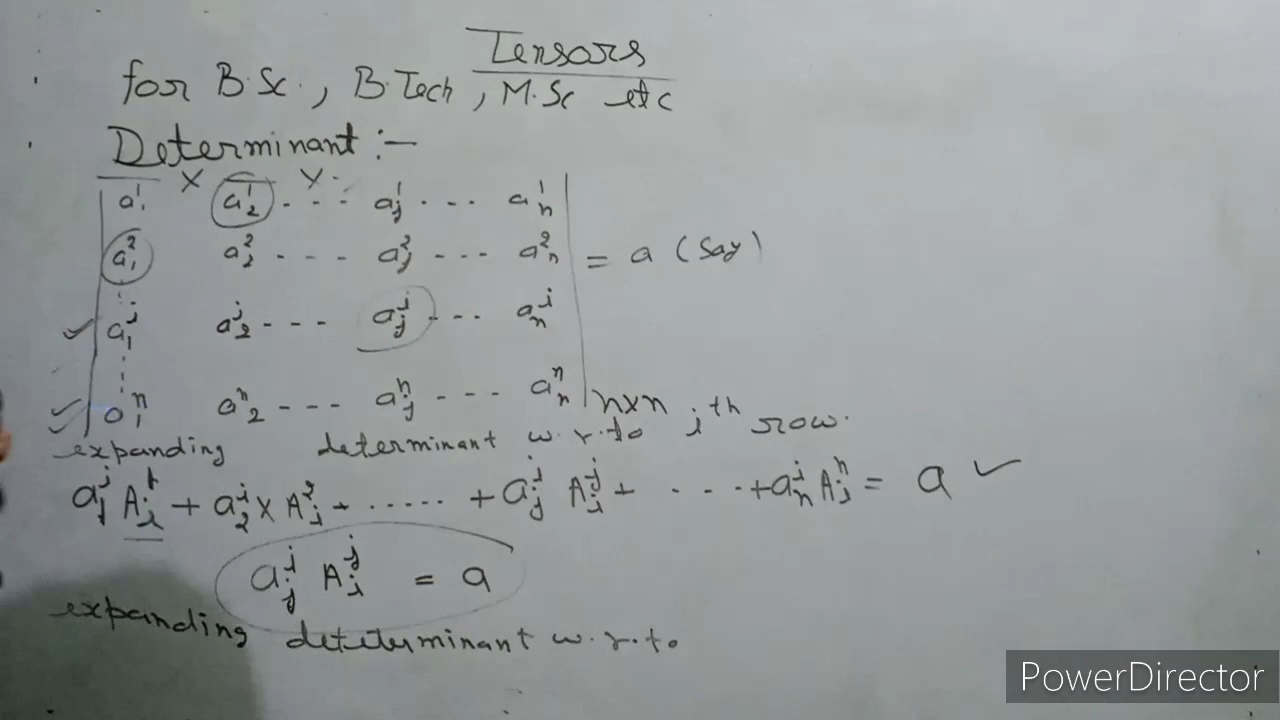 Tensors
for B.Sc., B.Tech, M.Sc etc
Determinant :-
a¹₁ a¹₂ ... a¹ⱼ ... a¹ₙ
a²₁ a²₂ ... a²ⱼ ... a²ₙ = a (Say)
aⁱ₁ aⁱ₂ ... aⁱⱼ ... aⁱₙ
aⁿ₁ aⁿ₂ ... aⁿⱼ ... aⁿₙ n×n ith row.
expanding determinant w.r.to
aⁱ₁ A¹ᵢ + aⁱ₂ × A²ᵢ + ..... + aⁱⱼ Aʲᵢ + ... + aⁱₙ Aⁿᵢ = a ✓
aⁱⱼ Aʲᵢ = a
expanding deteterminant w.r.to
PowerDirector